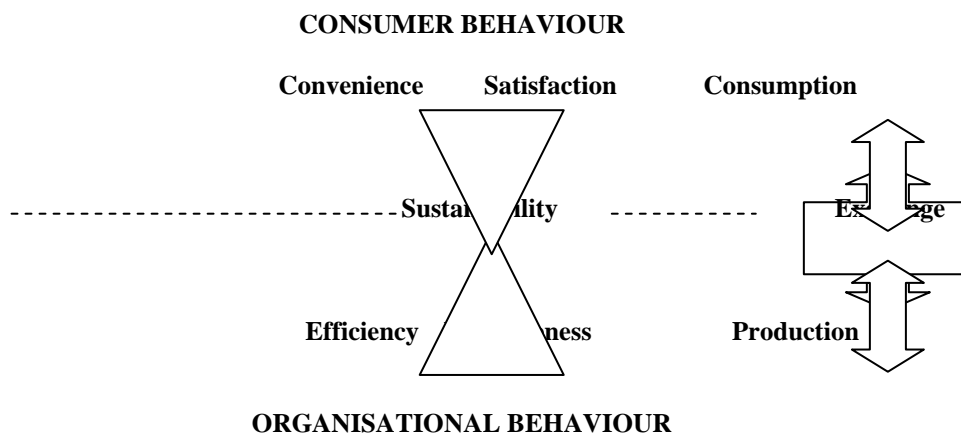 CONSUMER BEHAVIOUR
Convenience Satisfaction Consumption
Efficiency Production
ORGANISATIONAL BEHAVIOUR